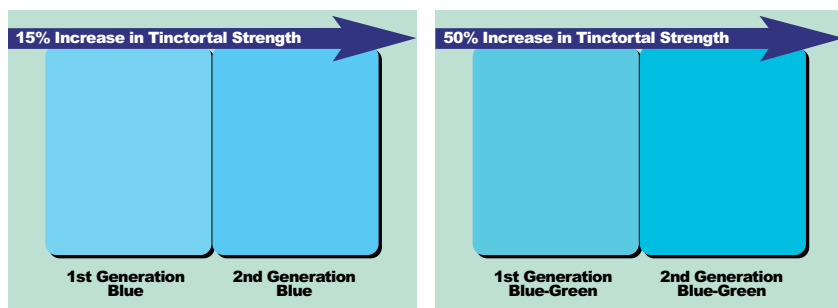 15% Increase in Tinctortal Strength
1st Generation
Blue
2nd Generation
Blue
50% Increase in Tinctortal Strength
1st Generation
Blue-Green
2nd Generation
Blue-Green